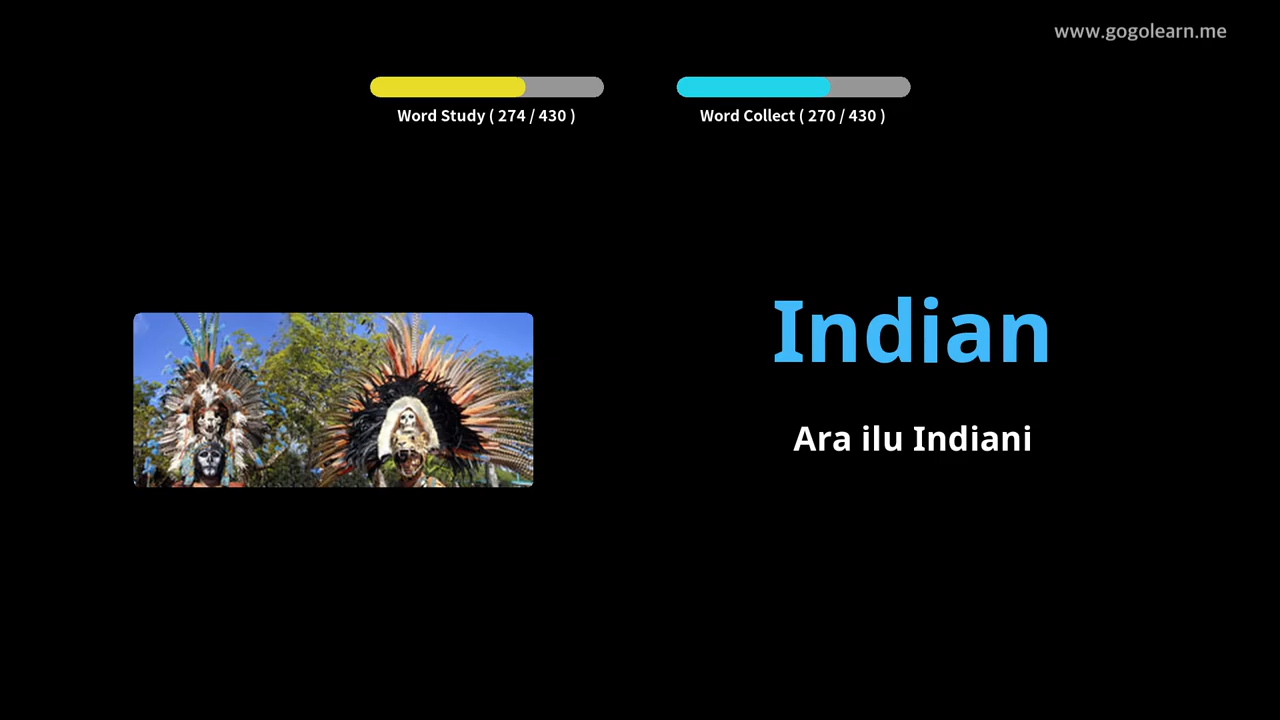 www.gogolearn.me
Word Study ( 274 / 430 )
Word Collect ( 270 / 430 )
Indian
Ara ilu Indiani